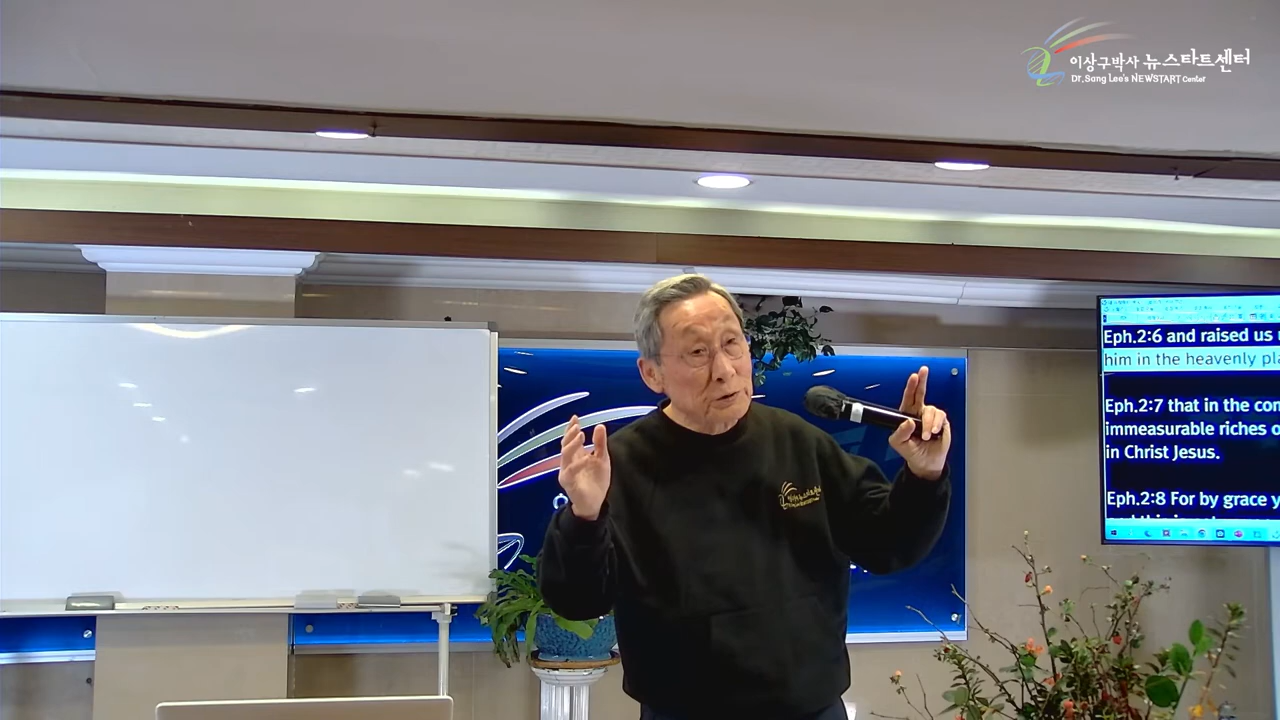 이상구박사 뉴스타트센터
Dr. Sang Lee's NEWSTART Center
Eph.2:6 and raised us
him in the heavenly pla
Eph.2:7 that in the con
immeasurable riches o
in Christ Jesus.
Eph.2:8 For by grace y